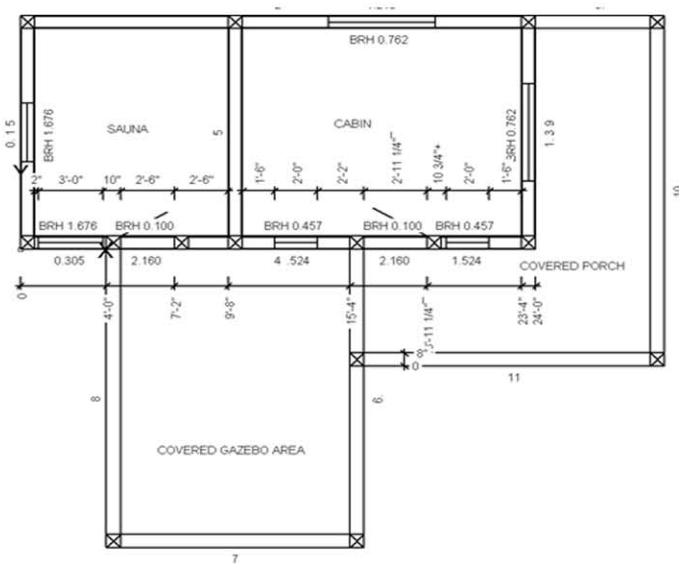 BRH 0.762
0.15
BRH 1.676
SAUNA
5
CABIN
3RH 0.762
1.39
10
2"
3'-0"
10"
2'-6"
2'-6"
1'-6"
2'-0"
2'-2"
2'-11 1/4"
10 3/4"+
2'-0"
1'-6"
BRH 1.676
BRH 0.100
BRH 0.457
BRH 0.100
BRH 0.457
0.305
2.160
4 .524
2.160
1.524
COVERED PORCH
0
4'-0"
7'-2"
9'-8"
15'-4"
23'-4"
24'-0"
8"
0
11
8
6
COVERED GAZEBO AREA
7